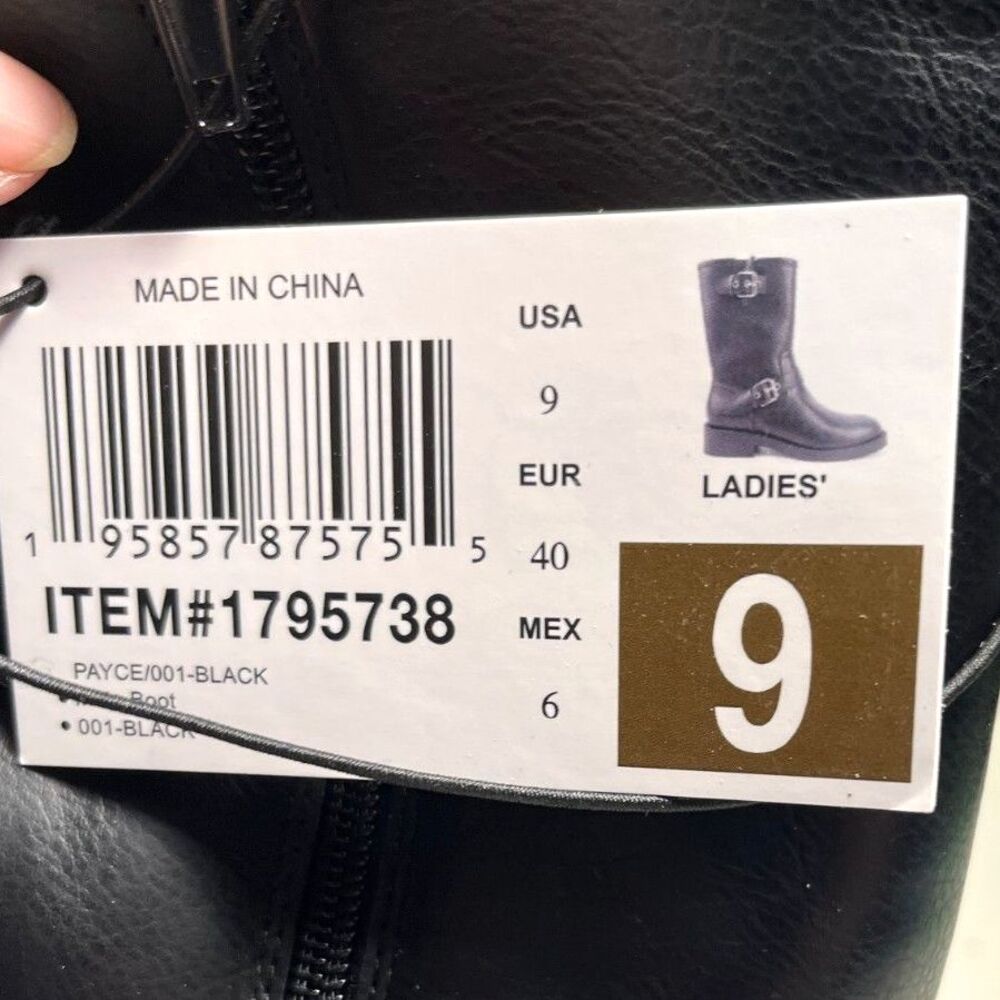 MADE IN CHINA
1 95857 87575 5
ITEM#1795738
PAYCE/001-BLACK
Boot
• 001-BLACK
USA
9
EUR
40
MEX
6
LADIES'
9